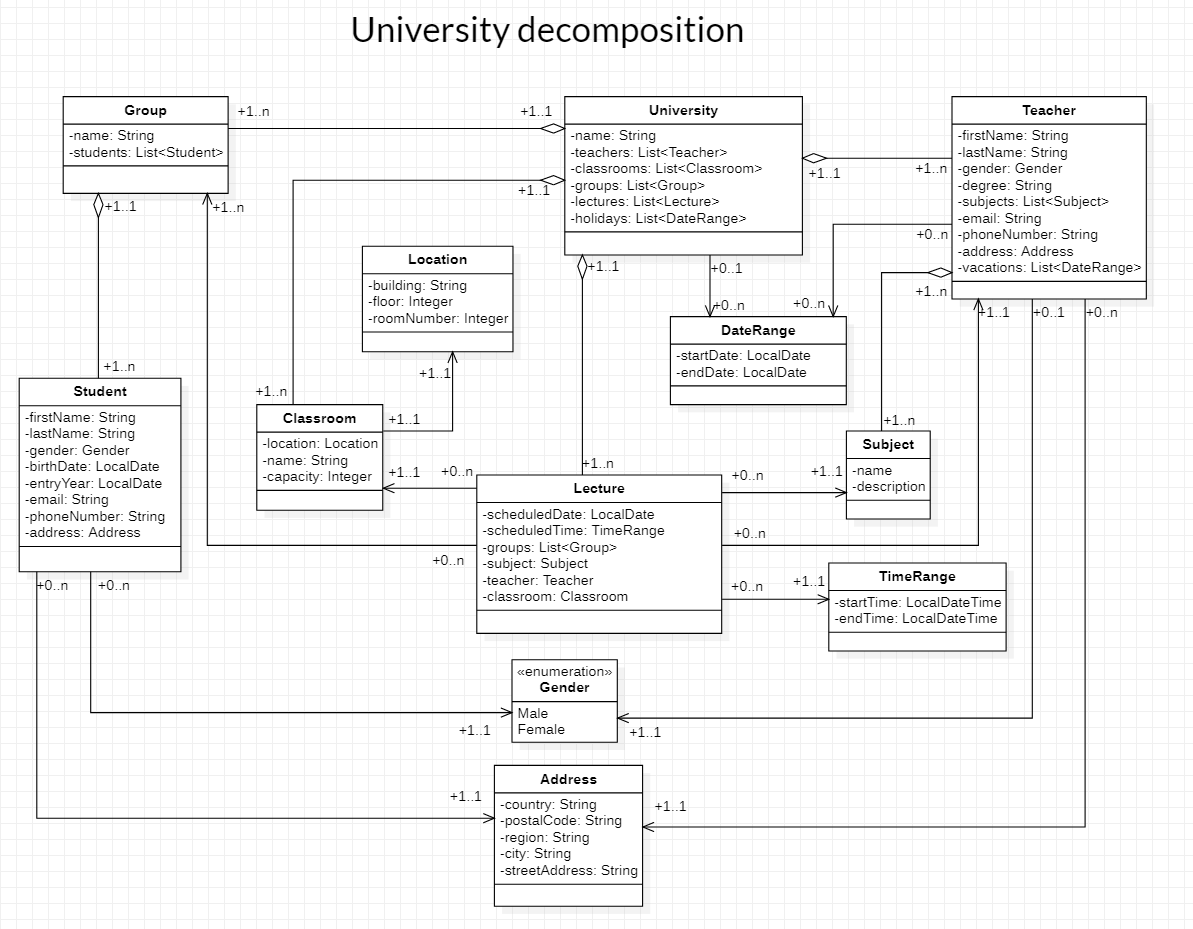 University decomposition
Group
-name: String
-students: List<Student>
+1..n
+1..1
University
-name: String
-teachers: List<Teacher>
-classrooms: List<Classroom>
-groups: List<Group>
-lectures: List<Lecture>
-holidays: List<DateRange>
+1..1
+1..1
+1..n
Teacher
-firstName: String
-lastName: String
-gender: Gender
-degree: String
-subjects: List<Subject>
-email: String
-phoneNumber: String
-address: Address
-vacations: List<DateRange>
+1..1
+1..n
+0..n
+1..n
+1..1
+0..1
+0..n
+1..1
+0..1
+0..n
+0..n
Location
-building: String
-floor: Integer
-roomNumber: Integer
+1..1
DateRange
-startDate: LocalDate
-endDate: LocalDate
+1..n
Student
-firstName: String
-lastName: String
-gender: Gender
-birthDate: LocalDate
-entryYear: LocalDate
-email: String
-phoneNumber: String
-address: Address
+0..n
+0..n
+1..n
Classroom
-location: Location
-name: String
-capacity: Integer
+1..1
+1..1
+0..n
+1..n
Lecture
-scheduledDate: LocalDate
-scheduledTime: TimeRange
-groups: List<Group>
-subject: Subject
-teacher: Teacher
-classroom: Classroom
+0..n
+0..n
+1..1
+0..n
+0..n
+1..1
+1..n
Subject
-name
-description
TimeRange
-startTime: LocalDateTime
-endTime: LocalDateTime
«enumeration»
Gender
Male
Female
+1..1
+1..1
Address
-country: String
-postalCode: String
-region: String
-city: String
-streetAddress: String
+1..1
+1..1